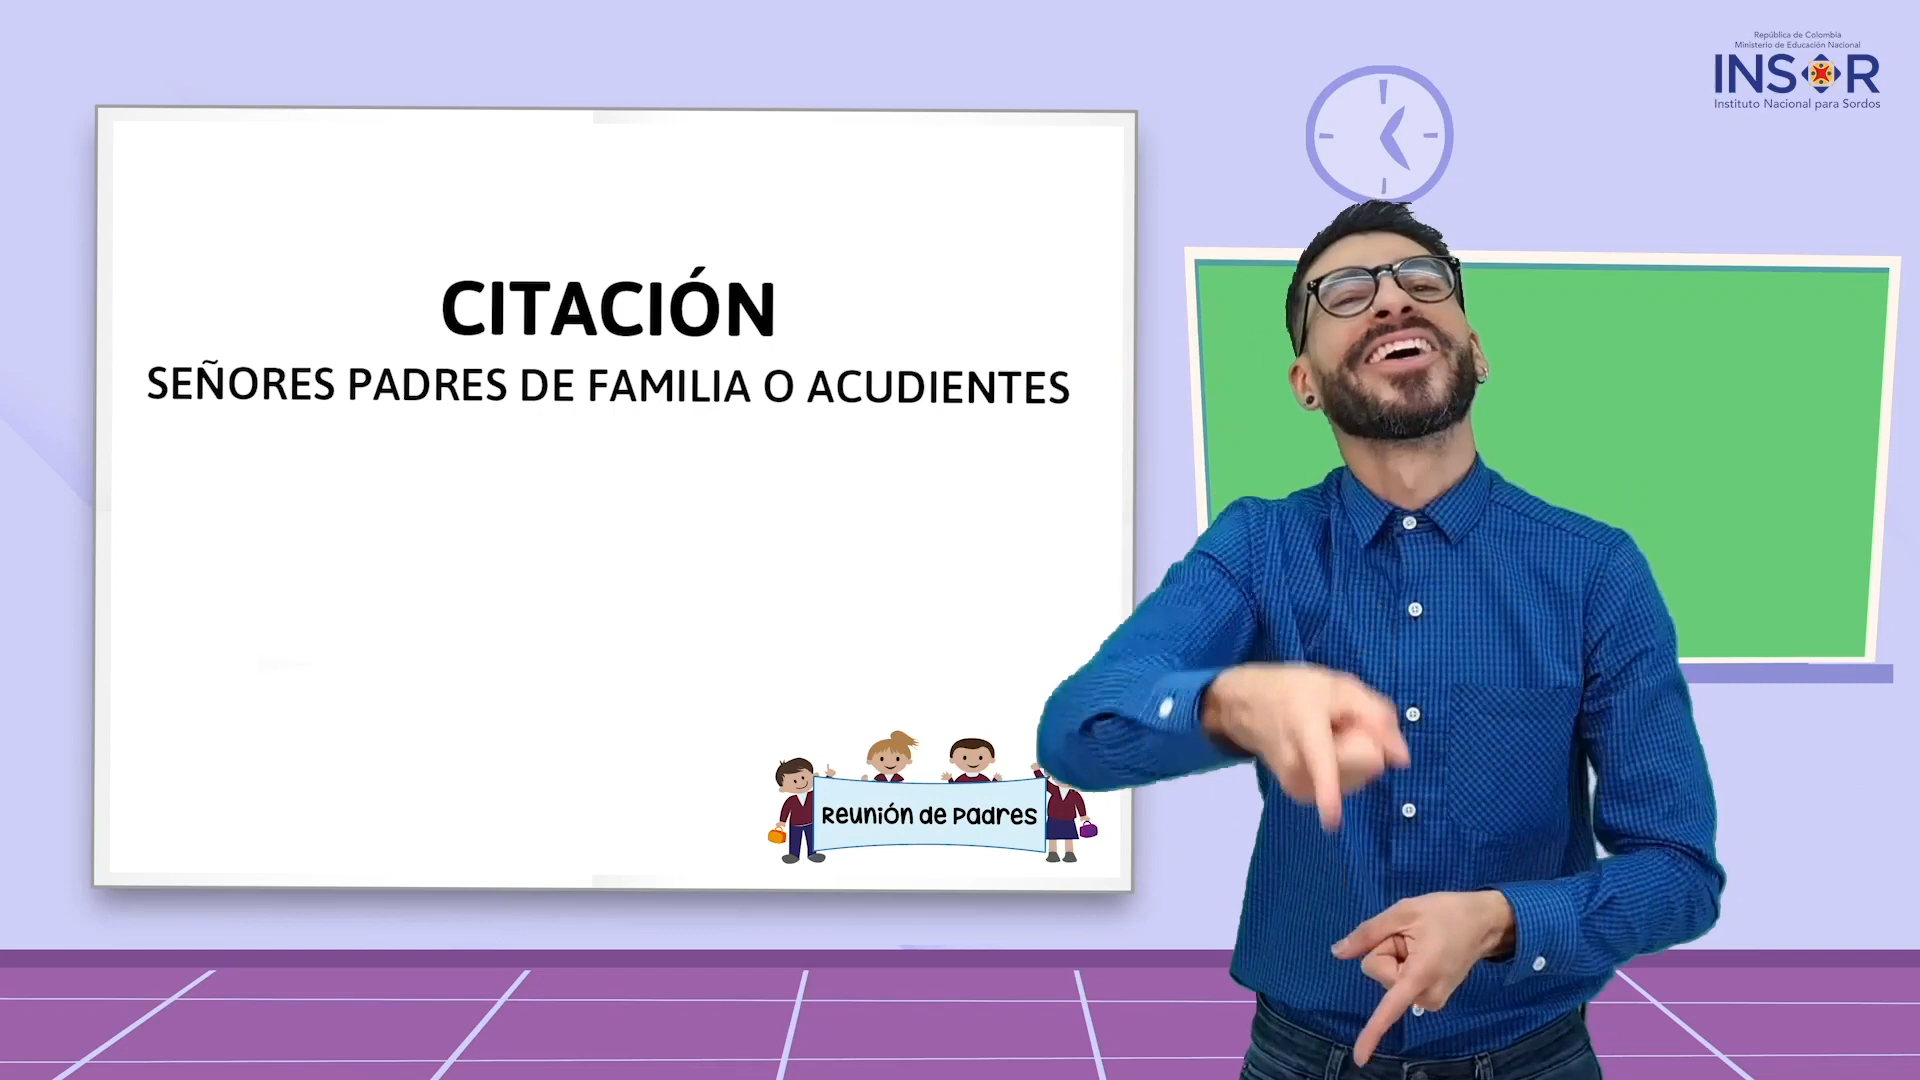 República de Colombia
Ministerio de Educación Nacional
INSOR
Instituto Nacional para Sordos
CITACIÓN
SEÑORES PADRES DE FAMILIA O ACUDIENTES
Reunión de Padres